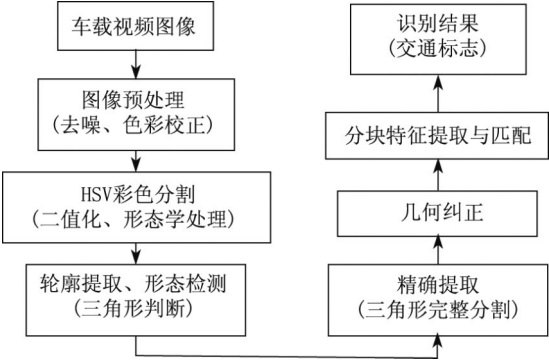 车载视频图像
图像预处理
(去噪、色彩校正)
HSV彩色分割
(二值化、形态学处理)
轮廓提取、形态检测
(三角形判断)
精确提取
(三角形完整分割)
几何纠正
分块特征提取与匹配
识别结果
(交通标志)